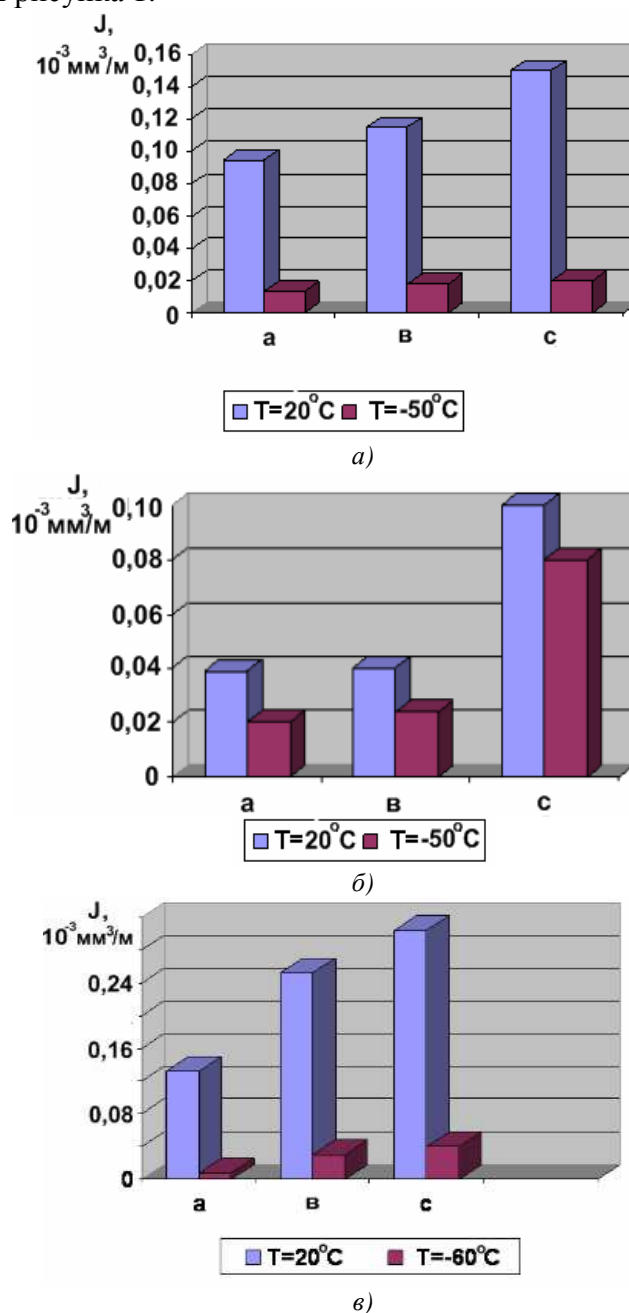 рисунка 1.
J,
10⁻³мм³/м
0,16
0,14
0,12
0,10
0,08
0,06
0,04
0,02
0
а в с
T=20°C T=-50°C
а)
J,
10⁻³мм³/м
0,10
0,08
0,06
0,04
0,02
0
а в с
T=20°C T=-50°C
б)
J,
10⁻³мм³/м
0,24
0,16
0,08
0
а в с
T=20°C T=-60°C
в)